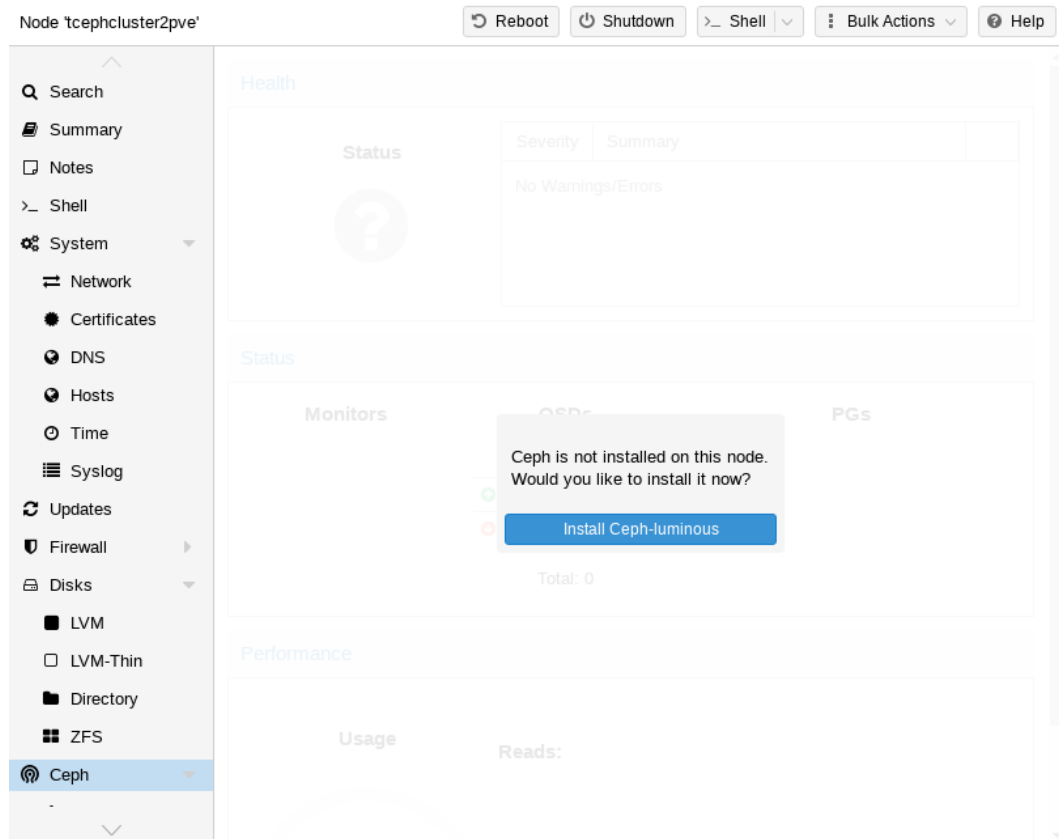 Node 'tcephcluster2pve'
Reboot
Shutdown
>_ Shell
Bulk Actions
Help
Search
Summary
Notes
>_ Shell
System
Network
Certificates
DNS
Hosts
Time
Syslog
Updates
Firewall
Disks
LVM
LVM-Thin
Directory
ZFS
Ceph
Health
Status
Severity Summary
No Warnings/Errors
Status
Monitors OSDs PGs
Ceph is not installed on this node.
Would you like to install it now?
Install Ceph-luminous
Total: 0
Performance
Usage
Reads: